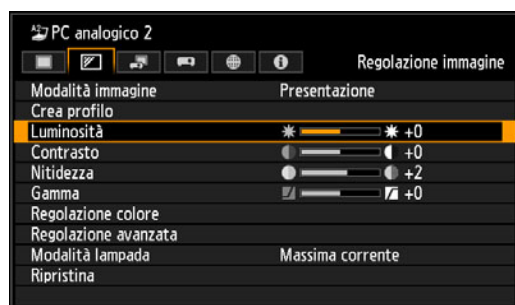 PC analogico 2
Regolazione immagine
Modalità immagine Presentazione
Crea profilo
Luminosità +0
Contrasto +0
Nitidezza +2
Gamma +0
Regolazione colore
Regolazione avanzata
Modalità lampada Massima corrente
Ripristina